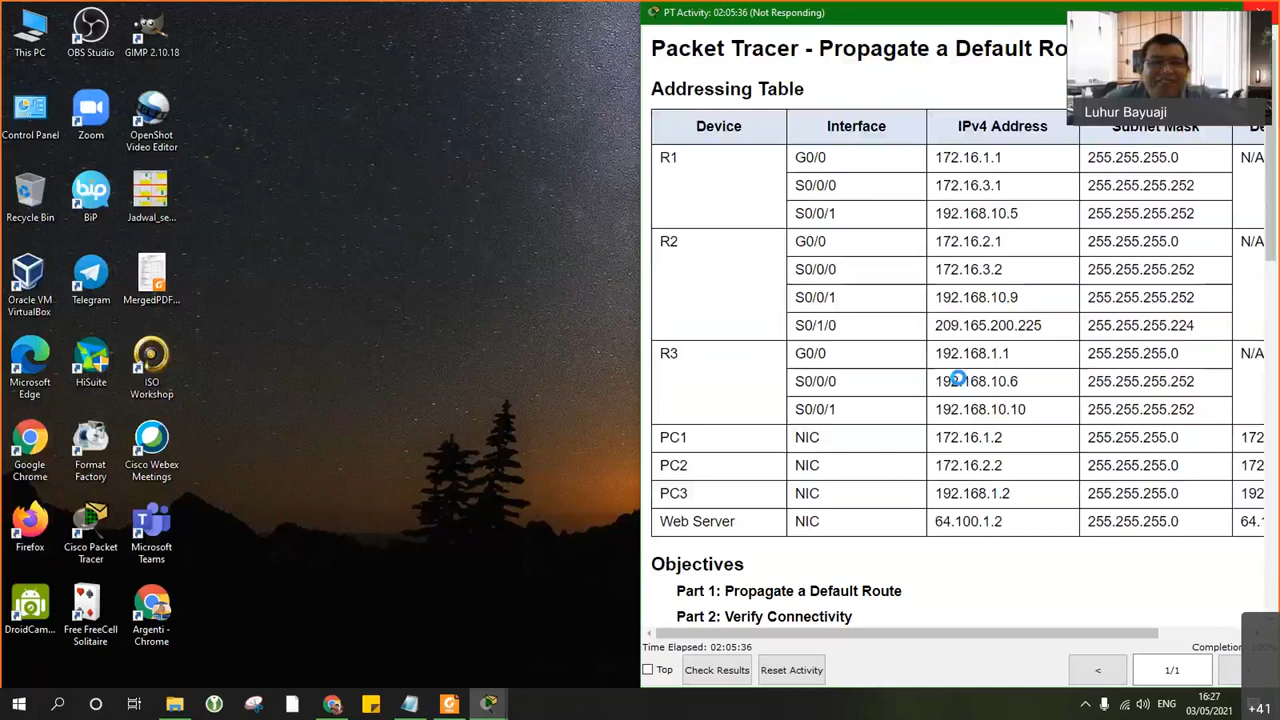 This PC
OBS Studio
GIMP 2.10.18
Control Panel
Zoom
OpenShot
Video Editor
Recycle Bin
BiP
Jadwal_se...
Oracle VM
VirtualBox
Telegram
MergedPDF...
Microsoft
Edge
HiSuite
ISO
Workshop
Google
Chrome
Format
Factory
Cisco Webex
Meetings
Firefox
Cisco Packet
Tracer
Microsoft
Teams
DroidCam...
Free FreeCell
Solitaire
Argenti -
Chrome
PT Activity: 02:05:36 (Not Responding)
Packet Tracer - Propagate a Default Ro
Luhur Bayuaji
Addressing Table
Device Interface IPv4 Address Subnet Mask De
R1 G0/0 172.16.1.1 255.255.255.0 N/A
S0/0/0 172.16.3.1 255.255.255.252
S0/0/1 192.168.10.5 255.255.255.252
R2 G0/0 172.16.2.1 255.255.255.0 N/A
S0/0/0 172.16.3.2 255.255.255.252
S0/0/1 192.168.10.9 255.255.255.252
S0/1/0 209.165.200.225 255.255.255.224
R3 G0/0 192.168.1.1 255.255.255.0 N/A
S0/0/0 192.168.10.6 255.255.255.252
S0/0/1 192.168.10.10 255.255.255.252
PC1 NIC 172.16.1.2 255.255.255.0 172
PC2 NIC 172.16.2.2 255.255.255.0 172
PC3 NIC 192.168.1.2 255.255.255.0 192
Web Server NIC 64.100.1.2 255.255.255.0 64.1
Objectives
Part 1: Propagate a Default Route
Part 2: Verify Connectivity
Time Elapsed: 02:05:36 Completion: 100%
Top Check Results Reset Activity < 1/1
ENG 16:27
03/05/2021
+41